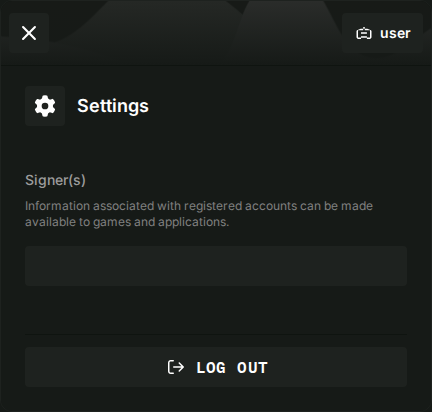 user
Settings
Signer(s)
Information associated with registered accounts can be made
available to games and applications.
LOG OUT